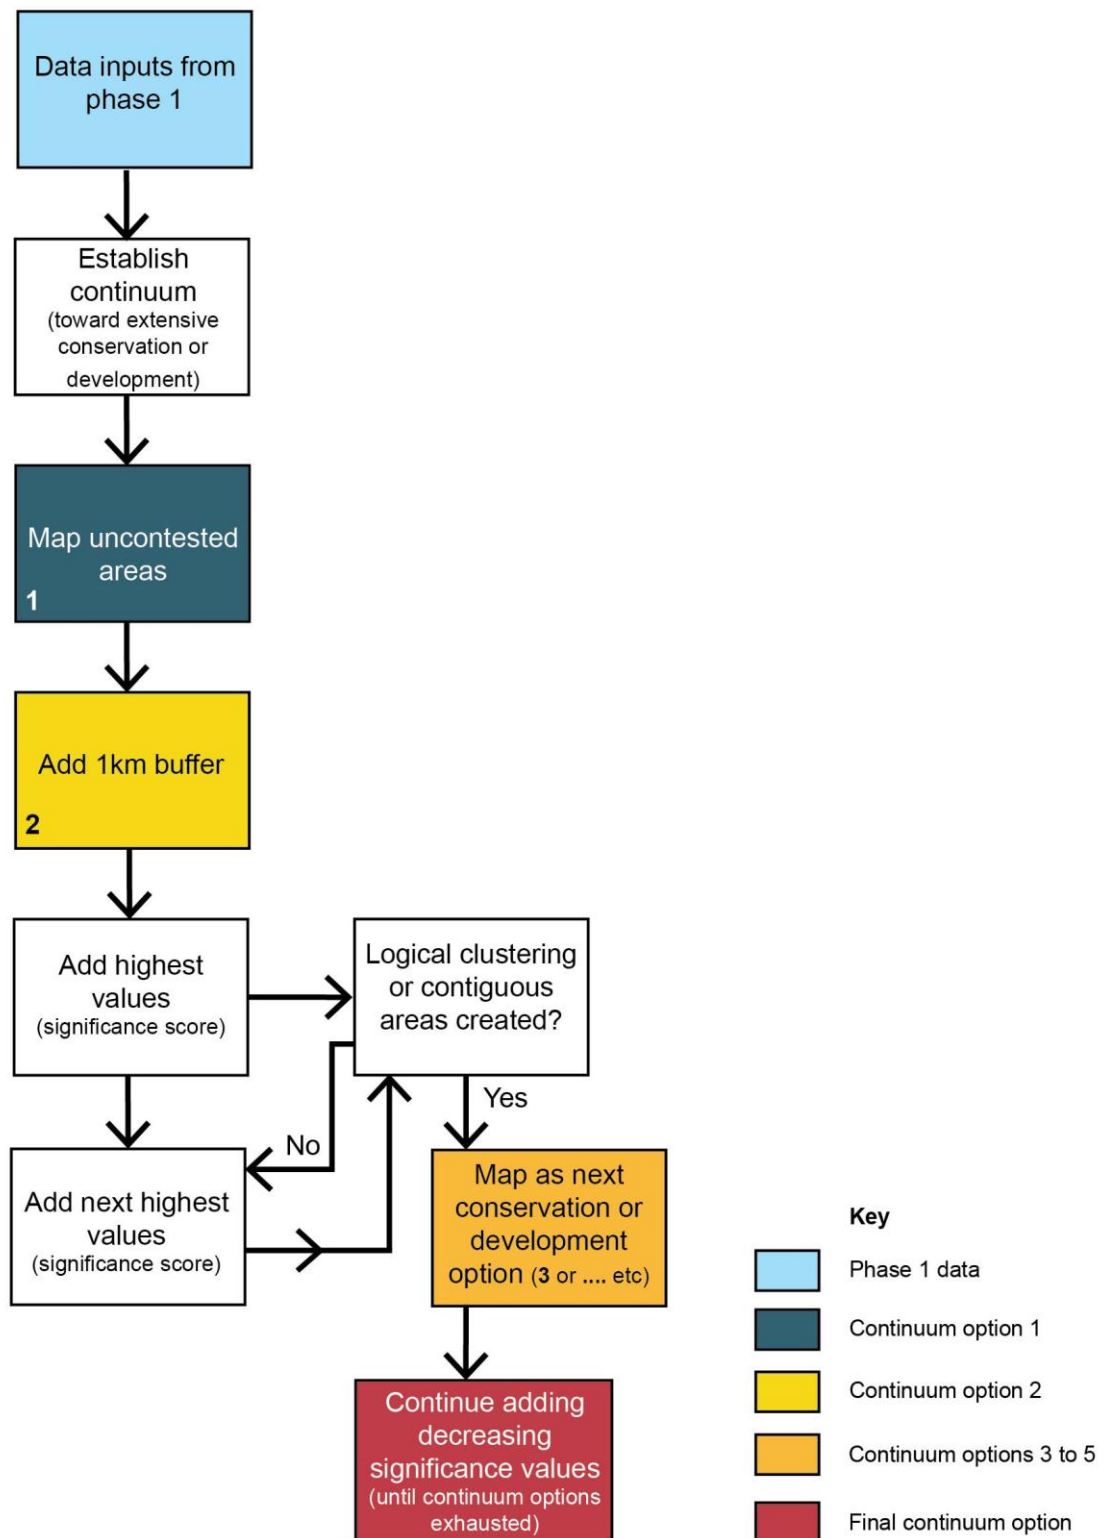 Data inputs from
phase 1
Establish
continuum
(toward extensive
conservation or
development)
Map uncontested
areas
1
Add 1km buffer
2
Add highest
values
(significance score)
Logical clustering
or contiguous
areas created?
Yes
No
Add next highest
values
(significance score)
Map as next
conservation or
development
option (3 or .... etc)
Continue adding
decreasing
significance values
(until continuum options
exhausted)
Key
Phase 1 data
Continuum option 1
Continuum option 2
Continuum options 3 to 5
Final continuum option